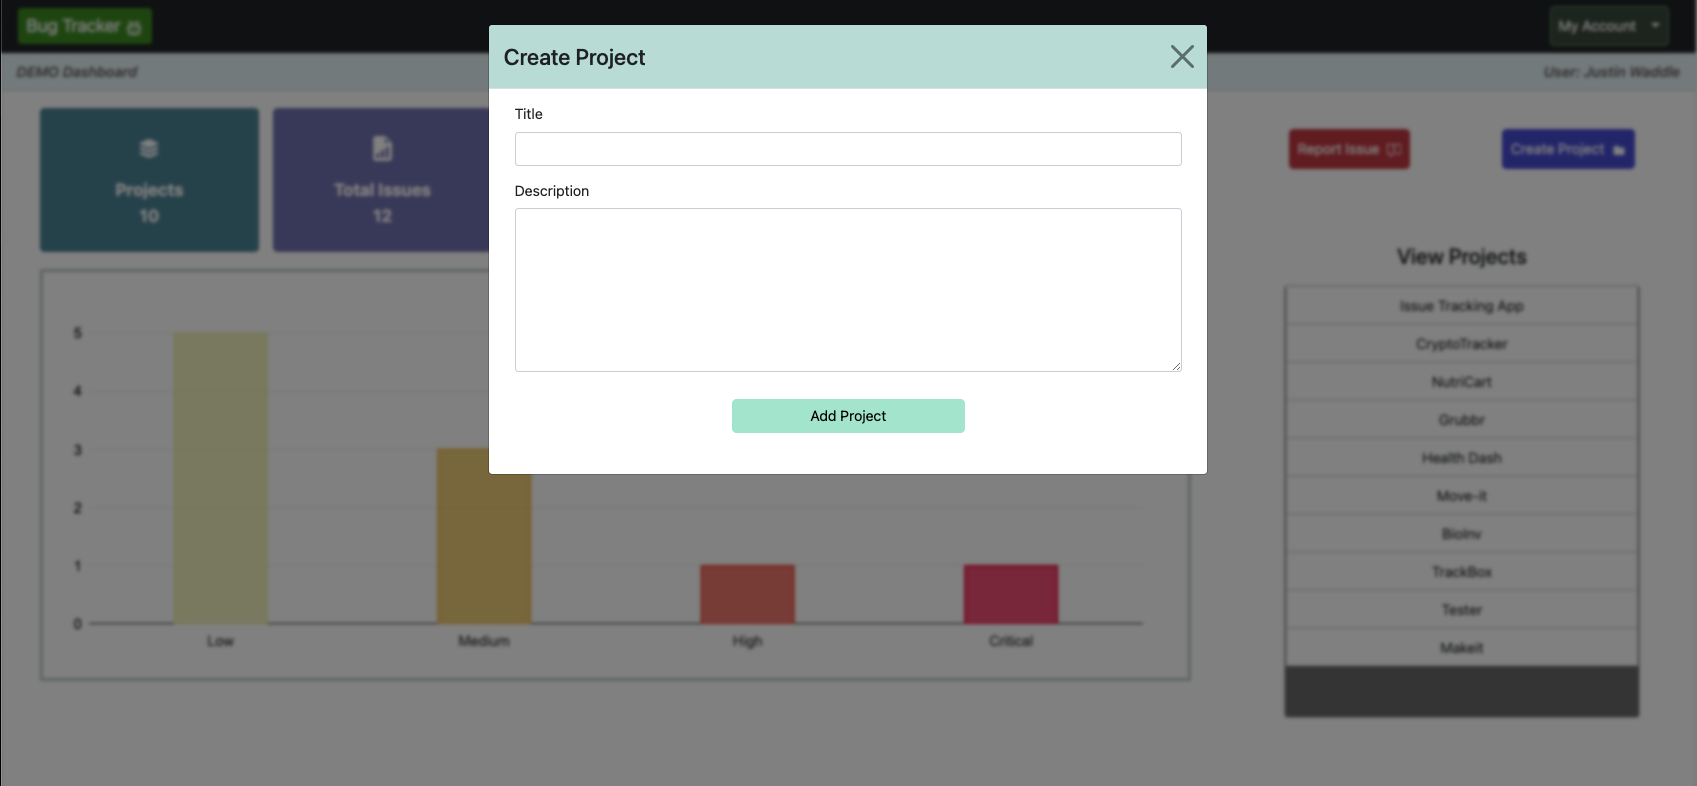 Bug Tracker
My Account
DEMO Dashboard
User: Justin Waddle
Create Project
Title
Description
Add Project
Projects
10
Total Issues
12
Report Issue
Create Project
View Projects
Issue Tracking App
CryptoTracker
NutriCart
Grubbr
Health Dash
Move-it
BioInv
TrackBox
Tester
Makeit
5
4
3
2
1
0
Low
Medium
High
Critical